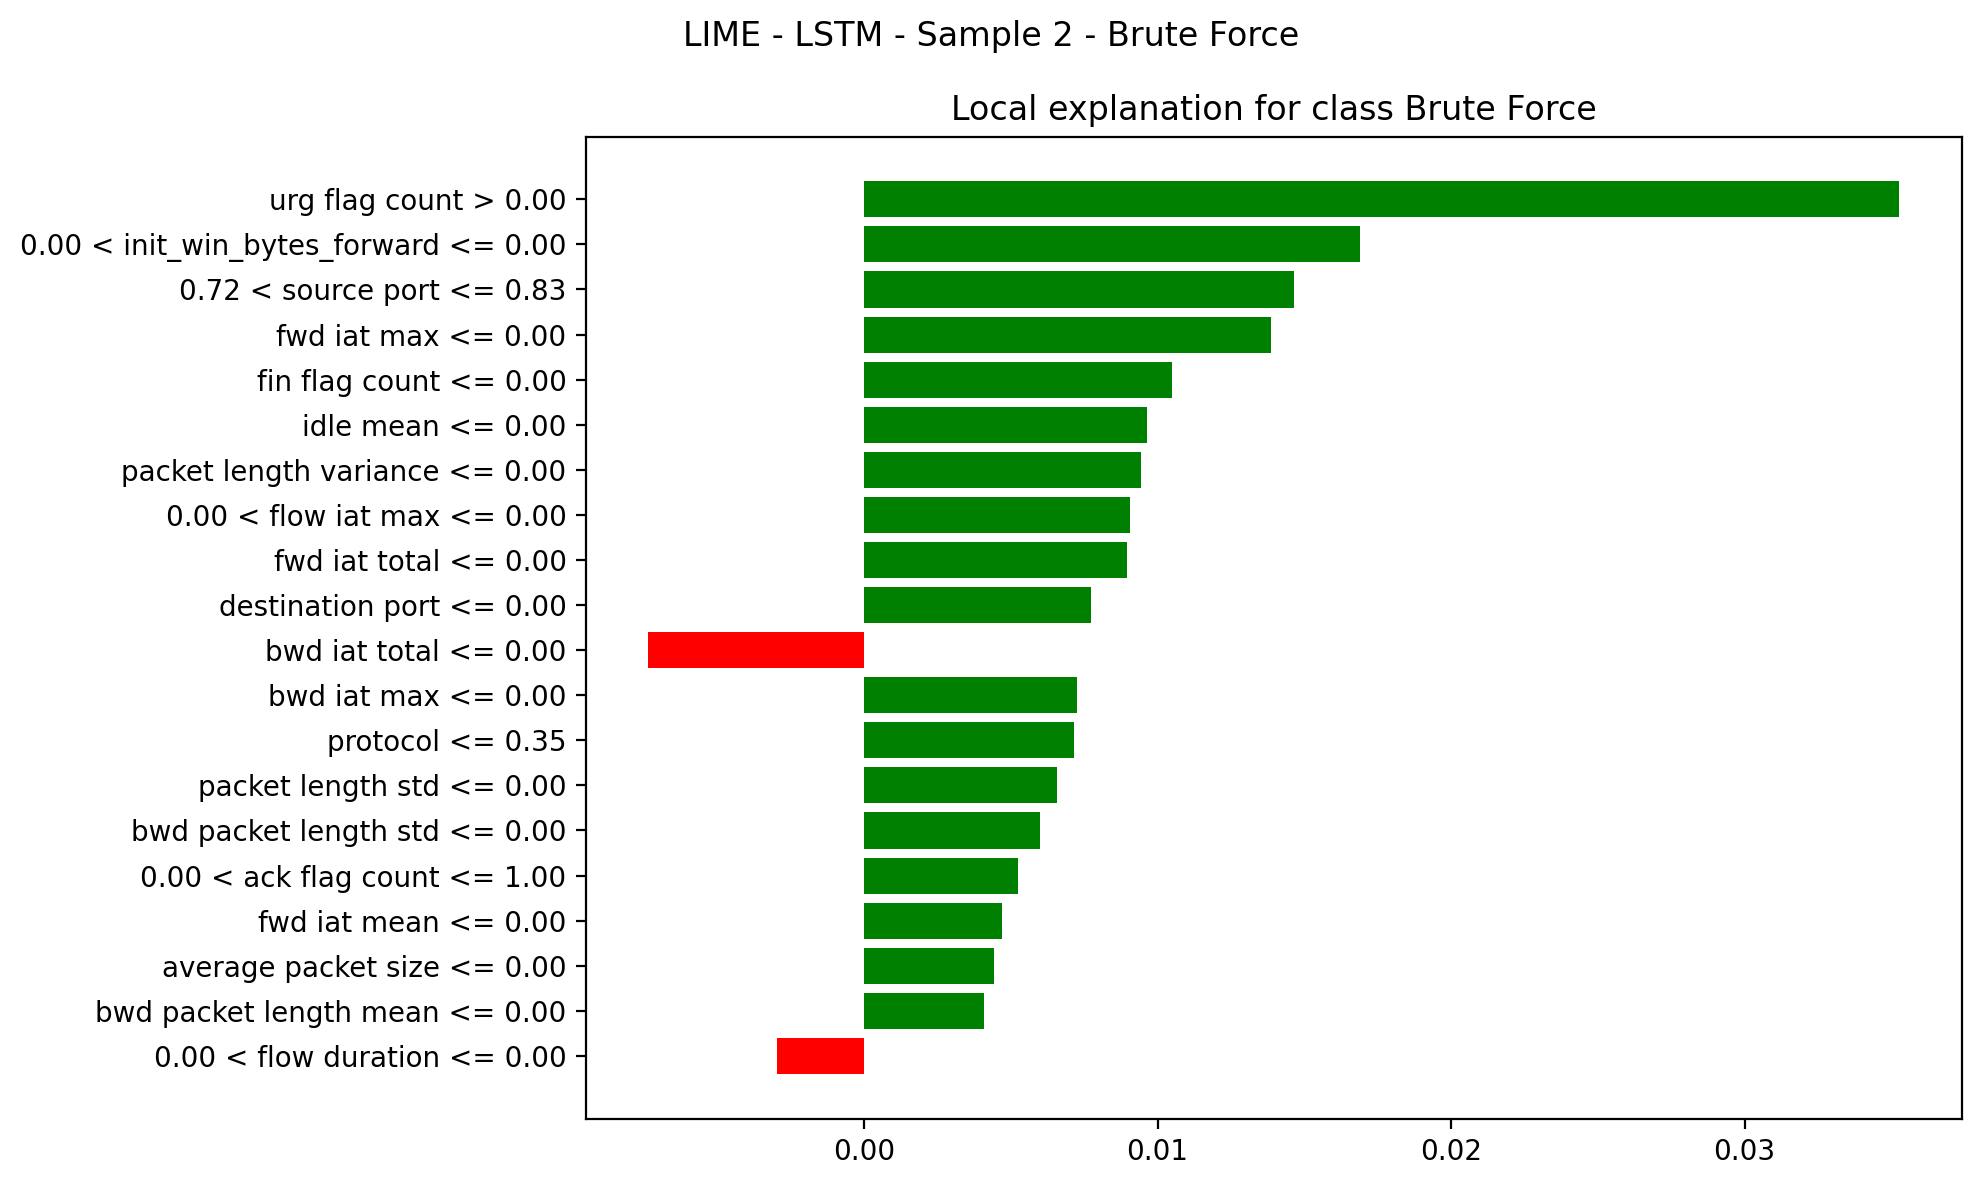 LIME - LSTM - Sample 2 - Brute Force
Local explanation for class Brute Force
urg flag count > 0.00
0.00 < init_win_bytes_forward <= 0.00
0.72 < source port <= 0.83
fwd iat max <= 0.00
fin flag count <= 0.00
idle mean <= 0.00
packet length variance <= 0.00
0.00 < flow iat max <= 0.00
fwd iat total <= 0.00
destination port <= 0.00
bwd iat total <= 0.00
bwd iat max <= 0.00
protocol <= 0.35
packet length std <= 0.00
bwd packet length std <= 0.00
0.00 < ack flag count <= 1.00
fwd iat mean <= 0.00
average packet size <= 0.00
bwd packet length mean <= 0.00
0.00 < flow duration <= 0.00
0.00 0.01 0.02 0.03